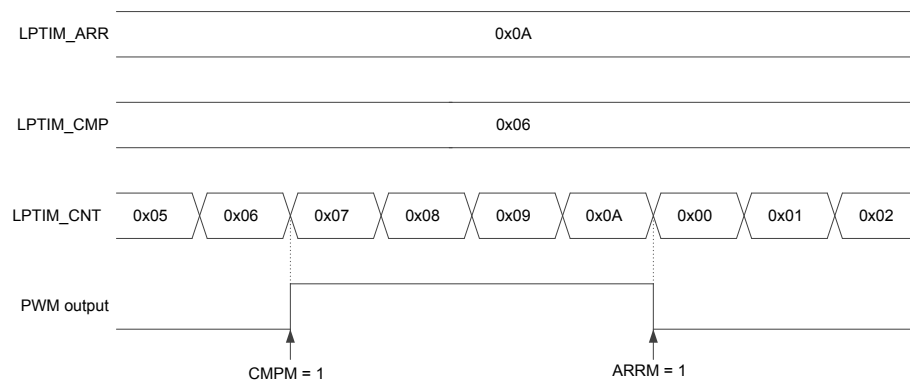 LPTIM_ARR 0x0A
LPTIM_CMP 0x06
LPTIM_CNT 0x05 0x06 0x07 0x08 0x09 0x0A 0x00 0x01 0x02
PWM output
CMPM = 1 ARRM = 1